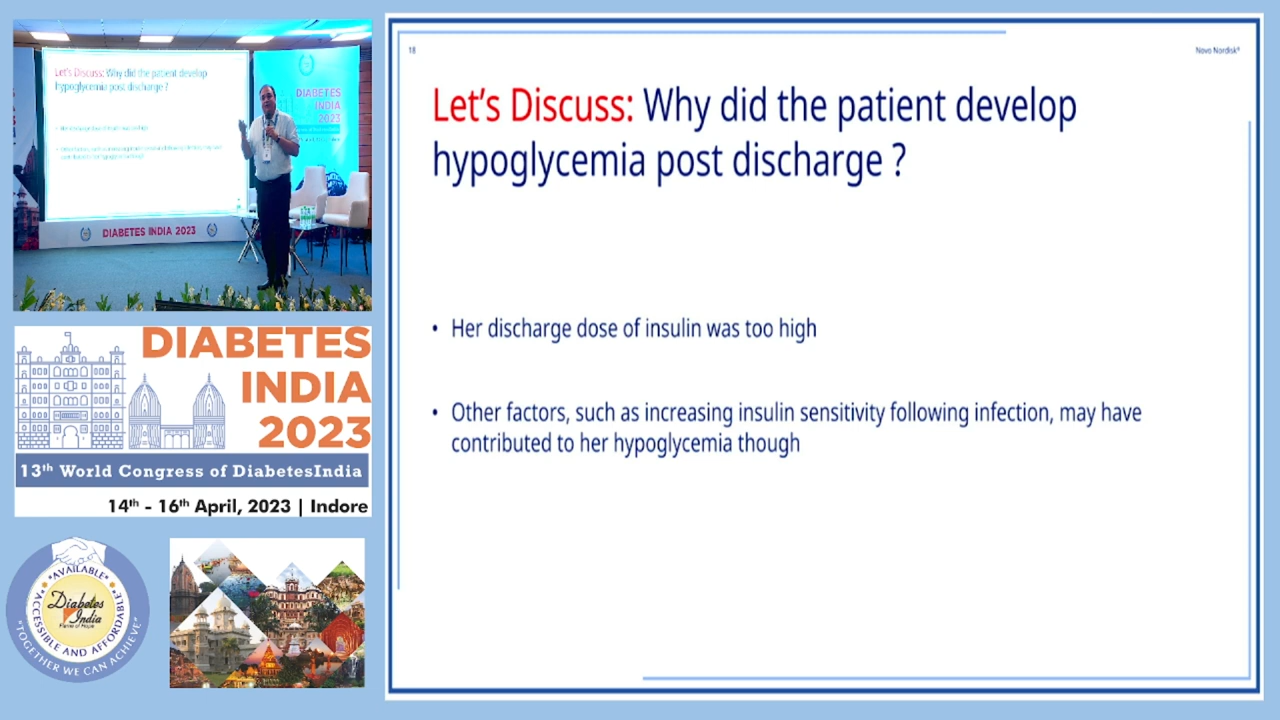 Let's Discuss: Why did the patient develop
hypoglycemia post discharge ?
DIABETES
INDIA
2023
DIABETES INDIA 2023
DIABETES
INDIA
2023
13th World Congress of DiabetesIndia
14th - 16th April, 2023 | Indore
"AVAILABLE"
"ACCESSIBLE AND AFFORDABLE"
Diabetes
India
Flame of Hope
"TOGETHER WE CAN ACHIEVE"
18
Novo Nordisk®
Let's Discuss: Why did the patient develop
hypoglycemia post discharge ?
• Her discharge dose of insulin was too high
• Other factors, such as increasing insulin sensitivity following infection, may have
contributed to her hypoglycemia though